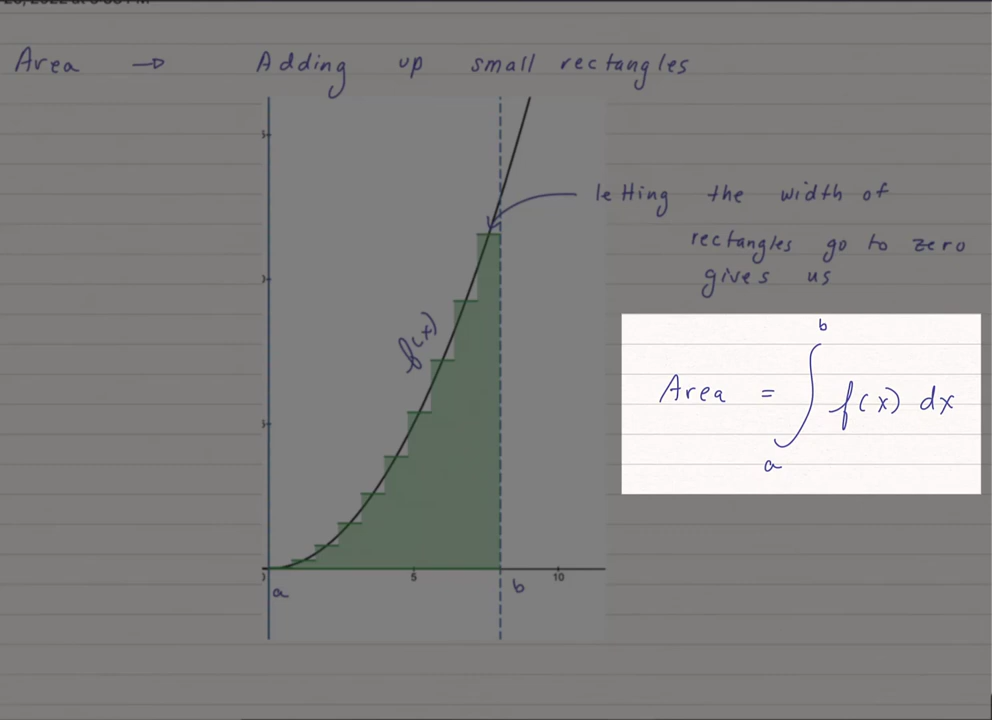 Area → Adding up small rectangles
letting the width of
rectangles go to zero
gives us
f(x)
b
Area = ∫ f(x) dx
a
5 10
a b